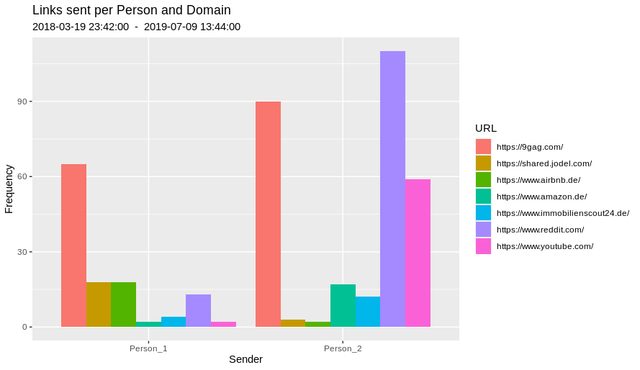 Links sent per Person and Domain
2018-03-19 23:42:00  -  2019-07-09 13:44:00
Frequency
90
60
30
0
Person_1
Person_2
Sender
URL
https://9gag.com/
https://shared.jodel.com/
https://www.airbnb.de/
https://www.amazon.de/
https://www.immobilienscout24.de/
https://www.reddit.com/
https://www.youtube.com/